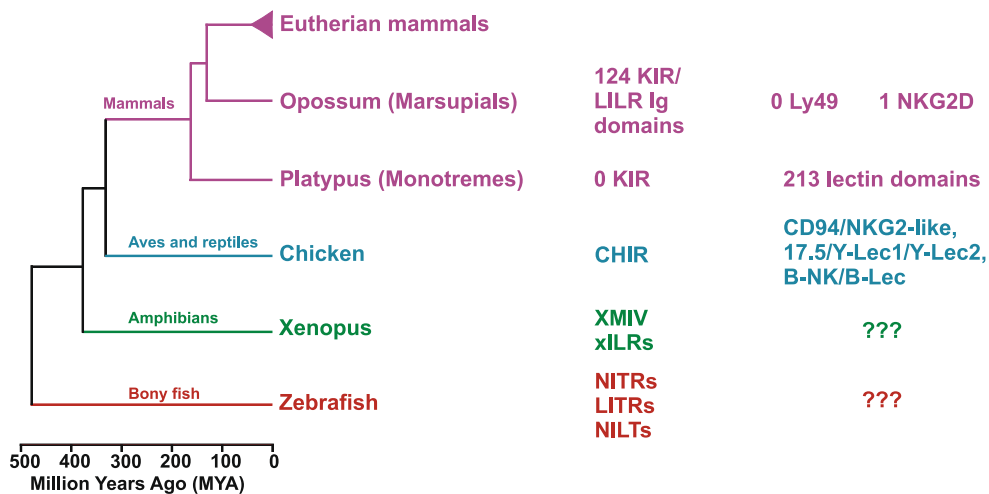 Eutherian mammals
Mammals
Opossum (Marsupials)
124 KIR/
LILR Ig
domains
0 Ly49
1 NKG2D
Platypus (Monotremes)
0 KIR
213 lectin domains
Aves and reptiles
Chicken
CHIR
CD94/NKG2-like,
17.5/Y-Lec1/Y-Lec2,
B-NK/B-Lec
Amphibians
Xenopus
XMIV
xILRs
???
Bony fish
Zebrafish
NITRs
LITRs
NILTs
???
500 400 300 200 100 0
Million Years Ago (MYA)